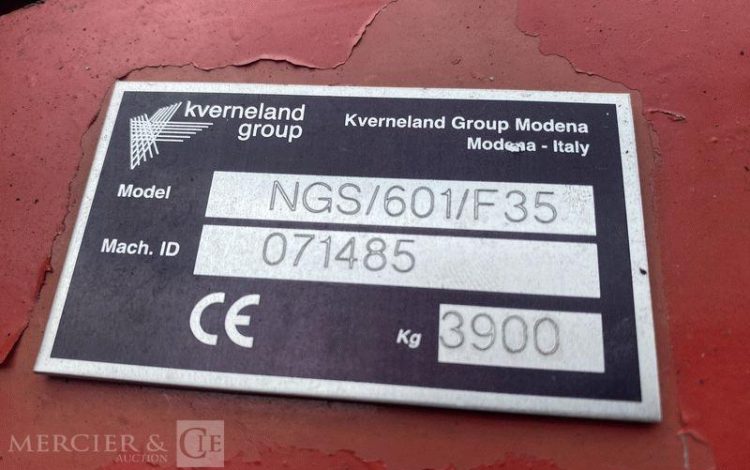 kverneland
group
Kverneland Group Modena
Modena - Italy
Model NGS/601/F35
Mach. ID 071485
CE Kg 3900
MERCIER & CIE
AUCTION